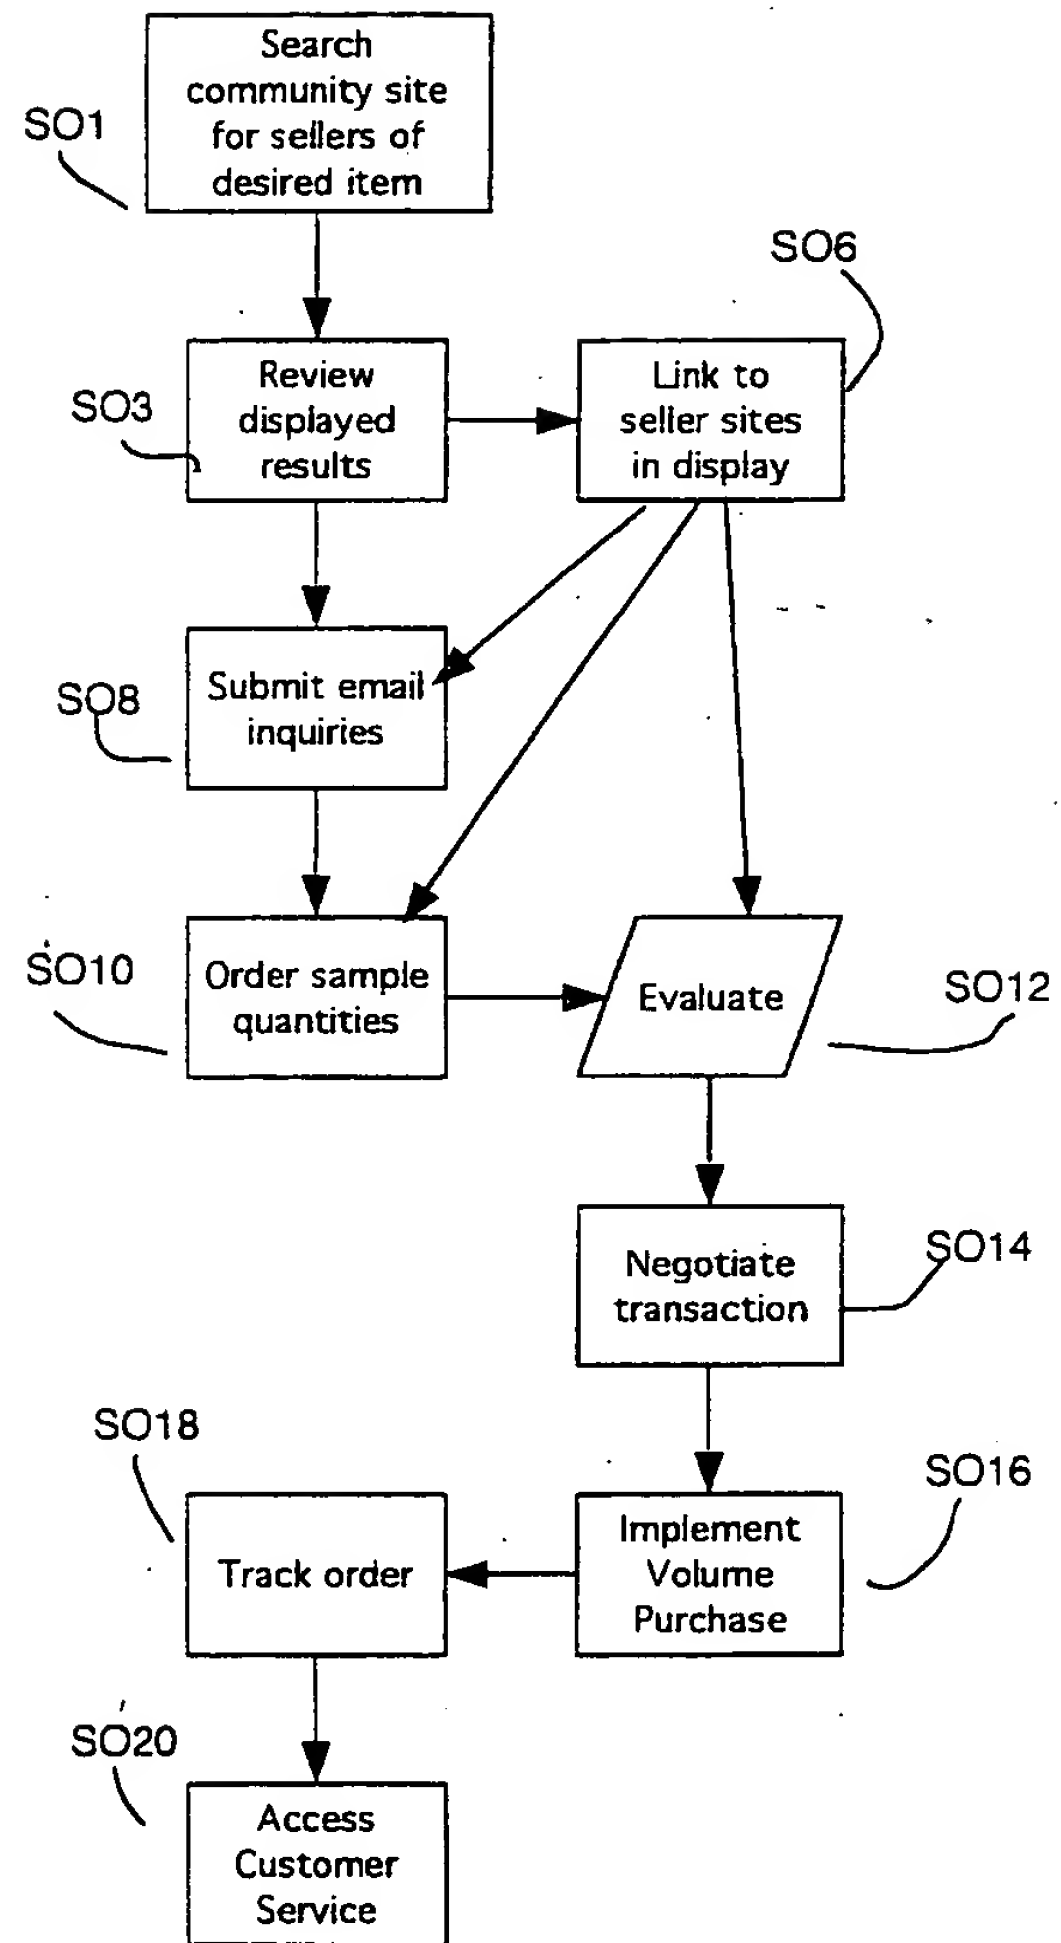 Search
community site
for sellers of
desired item
SO1
SO6
Review
displayed
results
SO3
Link to
seller sites
in display
Submit email
inquiries
SO8
Order sample
quantities
SO10
Evaluate
SO12
Negotiate
transaction
SO14
SO18
SO16
Track order
Implement
Volume
Purchase
SO20
Access
Customer
Service